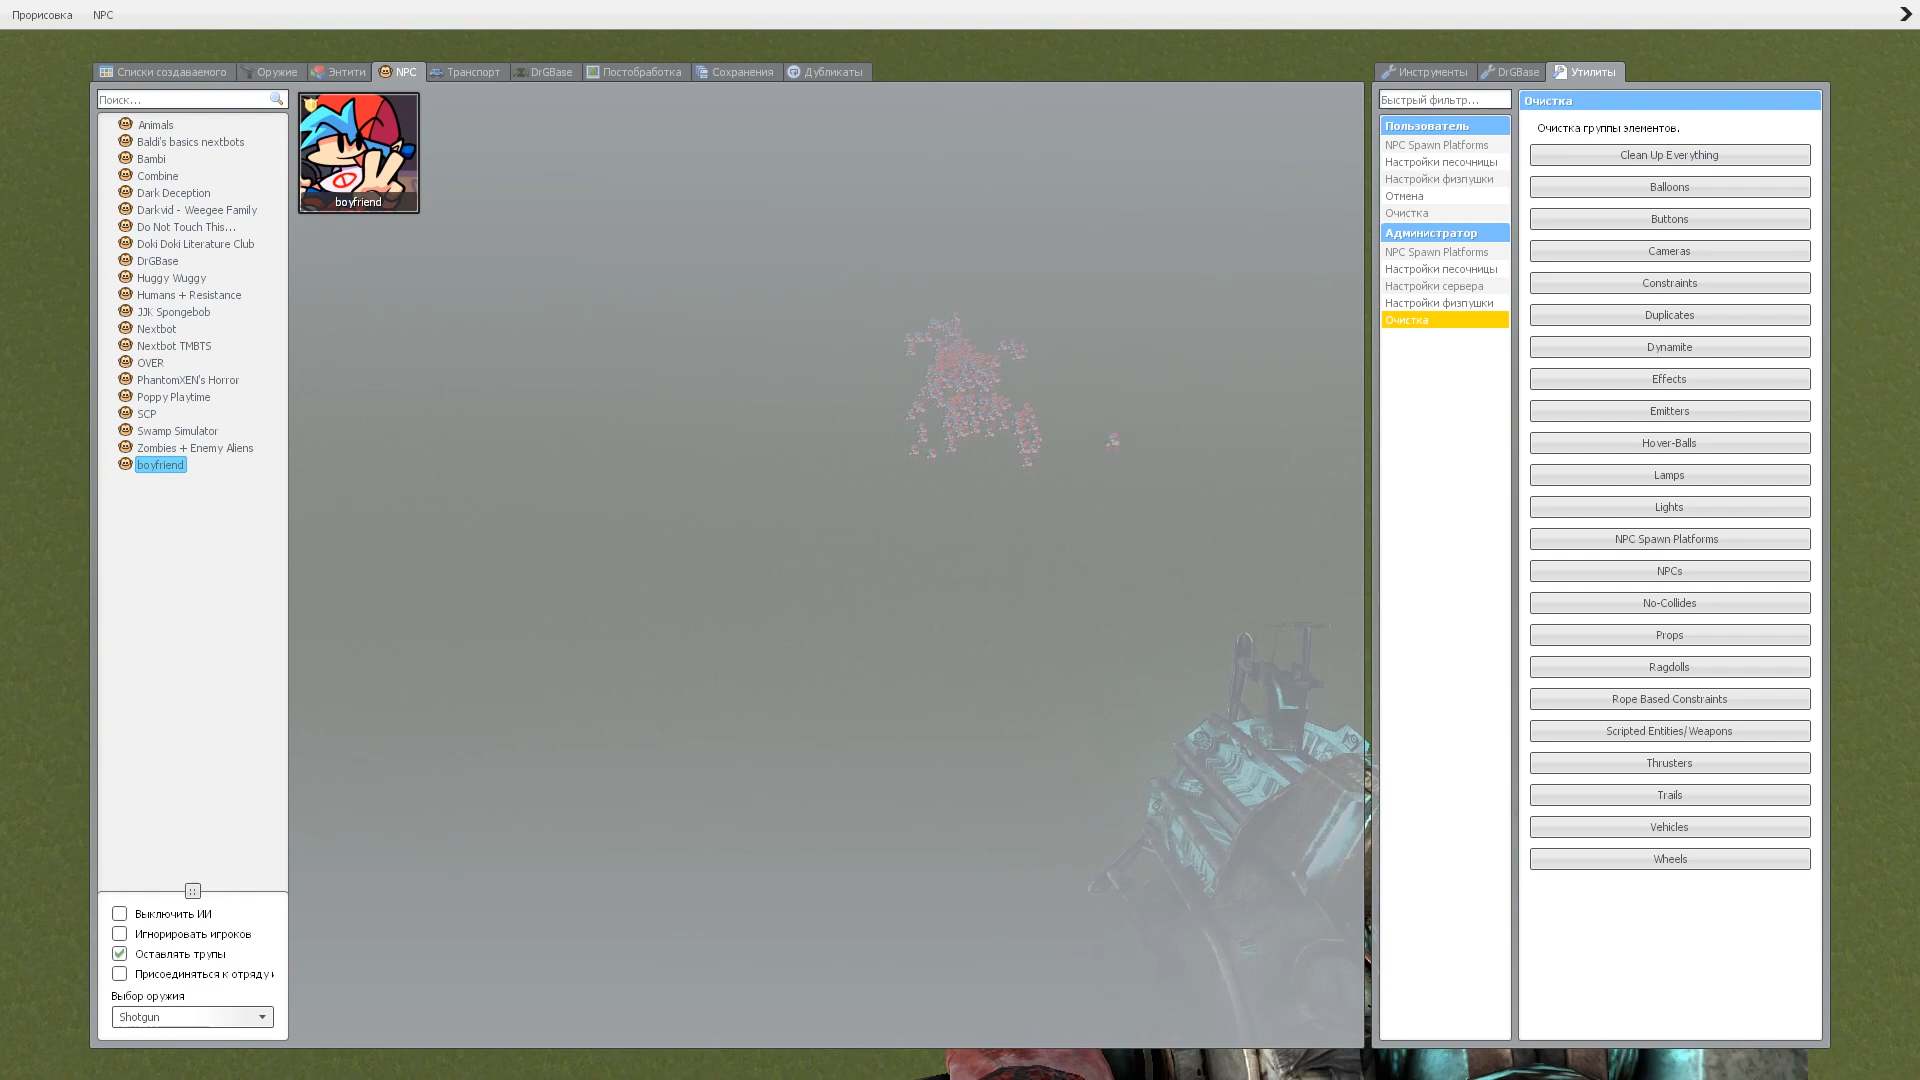 Прорисовка
NPC
Списки создаваемого
Оружие
Энтити
NPC
Транспорт
DrGBase
Постобработка
Сохранения
Дубликаты
Поиск...
Animals
Baldi's basics nextbots
Bambi
Combine
Dark Deception
Darkvid - Weegee Family
Do Not Touch This...
Doki Doki Literature Club
DrGBase
Huggy Wuggy
Humans + Resistance
JJK Spongebob
Nextbot
Nextbot TMBTS
OVER
PhantomXEN's Horror
Poppy Playtime
SCP
Swamp Simulator
Zombies + Enemy Aliens
boyfriend
boyfriend
Выключить ИИ
Игнорировать игроков
Оставлять трупы
Присоединяться к отряду
Выбор оружия
Shotgun
Инструменты
DrGBase
Утилиты
Быстрый фильтр...
Пользователь
NPC Spawn Platforms
Настройки песочницы
Настройки физпушки
Отмена
Очистка
Администратор
NPC Spawn Platforms
Настройки песочницы
Настройки сервера
Настройки физпушки
Очистка
Очистка
Очистка группы элементов.
Clean Up Everything
Balloons
Buttons
Cameras
Constraints
Duplicates
Dynamite
Effects
Emitters
Hover-Balls
Lamps
Lights
NPC Spawn Platforms
NPCs
No-Collides
Props
Ragdolls
Rope Based Constraints
Scripted Entities/Weapons
Thrusters
Trails
Vehicles
Wheels